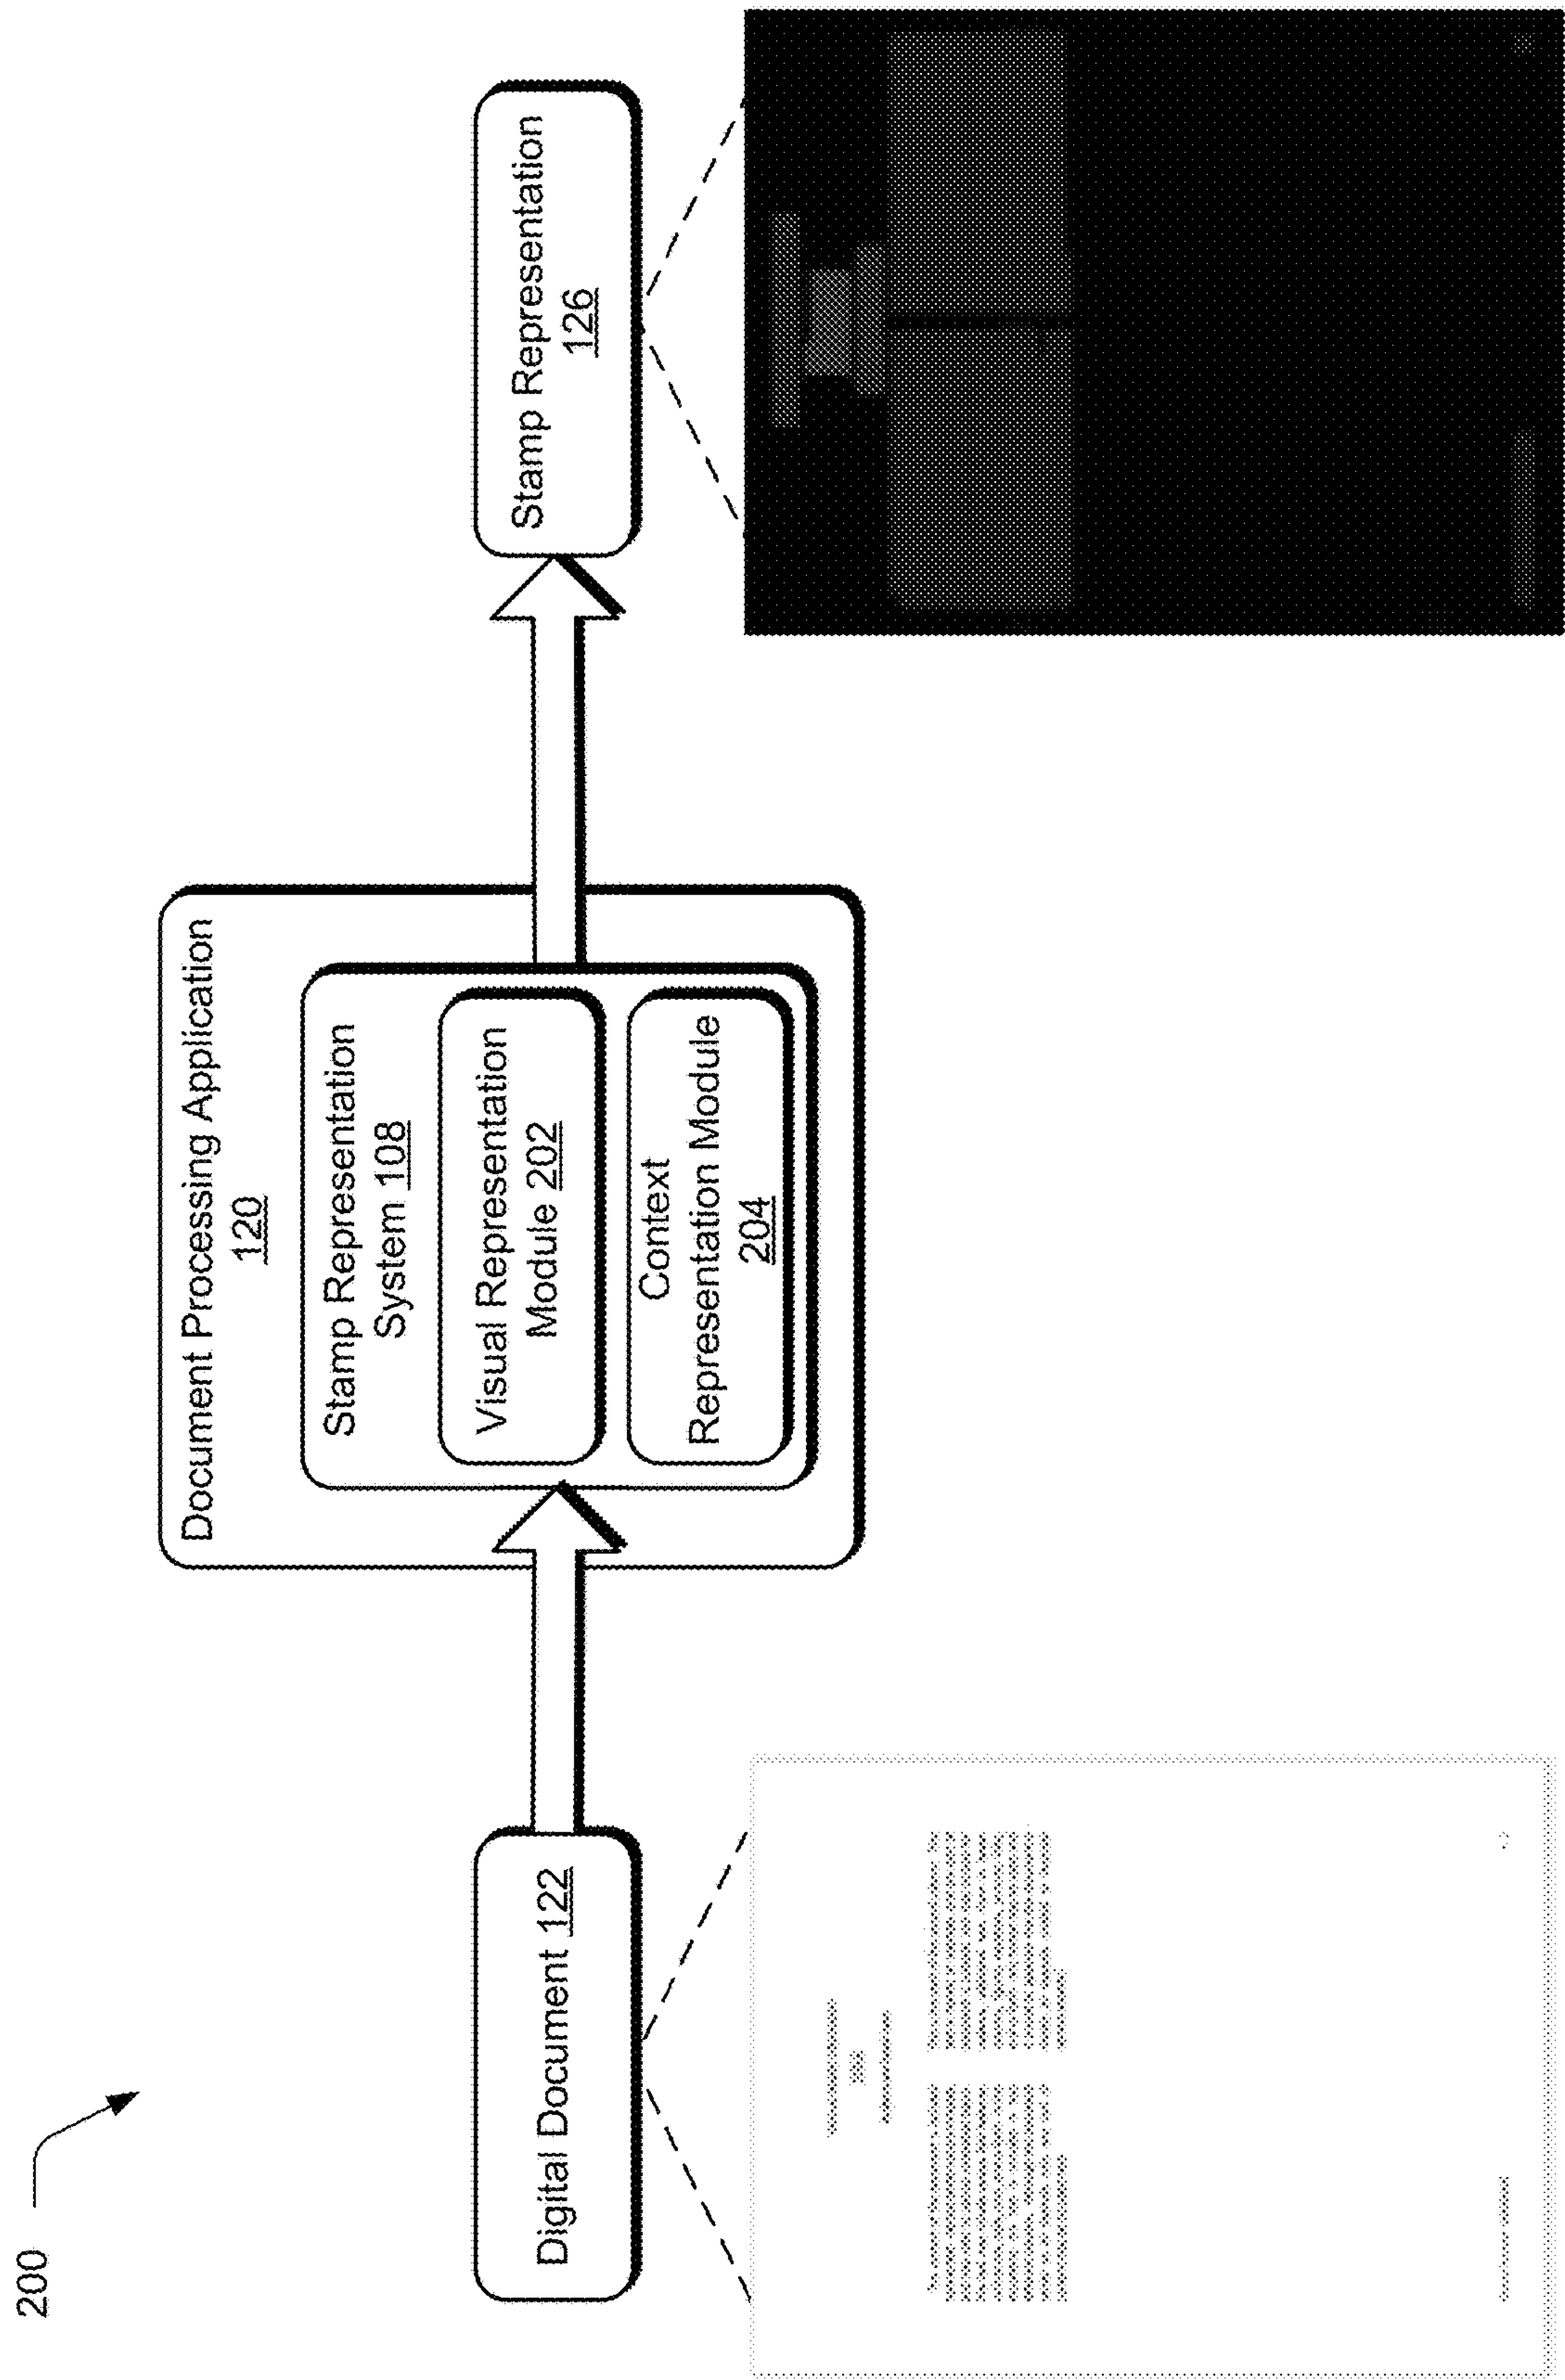 200
Digital Document 122
Document Processing Application
120
Stamp Representation
System 108
Visual Representation
Module 202
Context
Representation Module
204
Stamp Representation
126